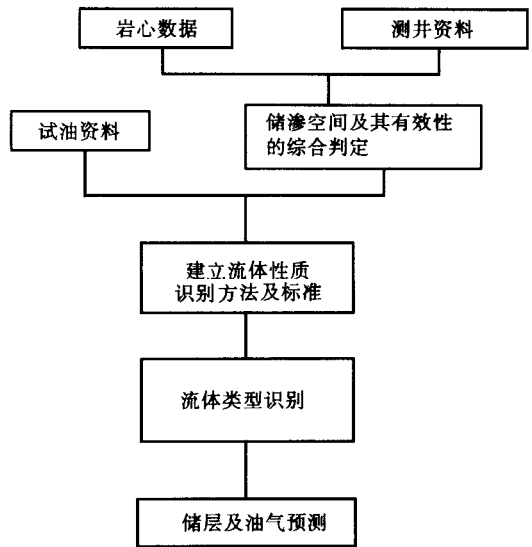 岩心数据
测井资料
试油资料
储渗空间及其有效性
的综合判定
建立流体性质
识别方法及标准
流体类型识别
储层及油气预测